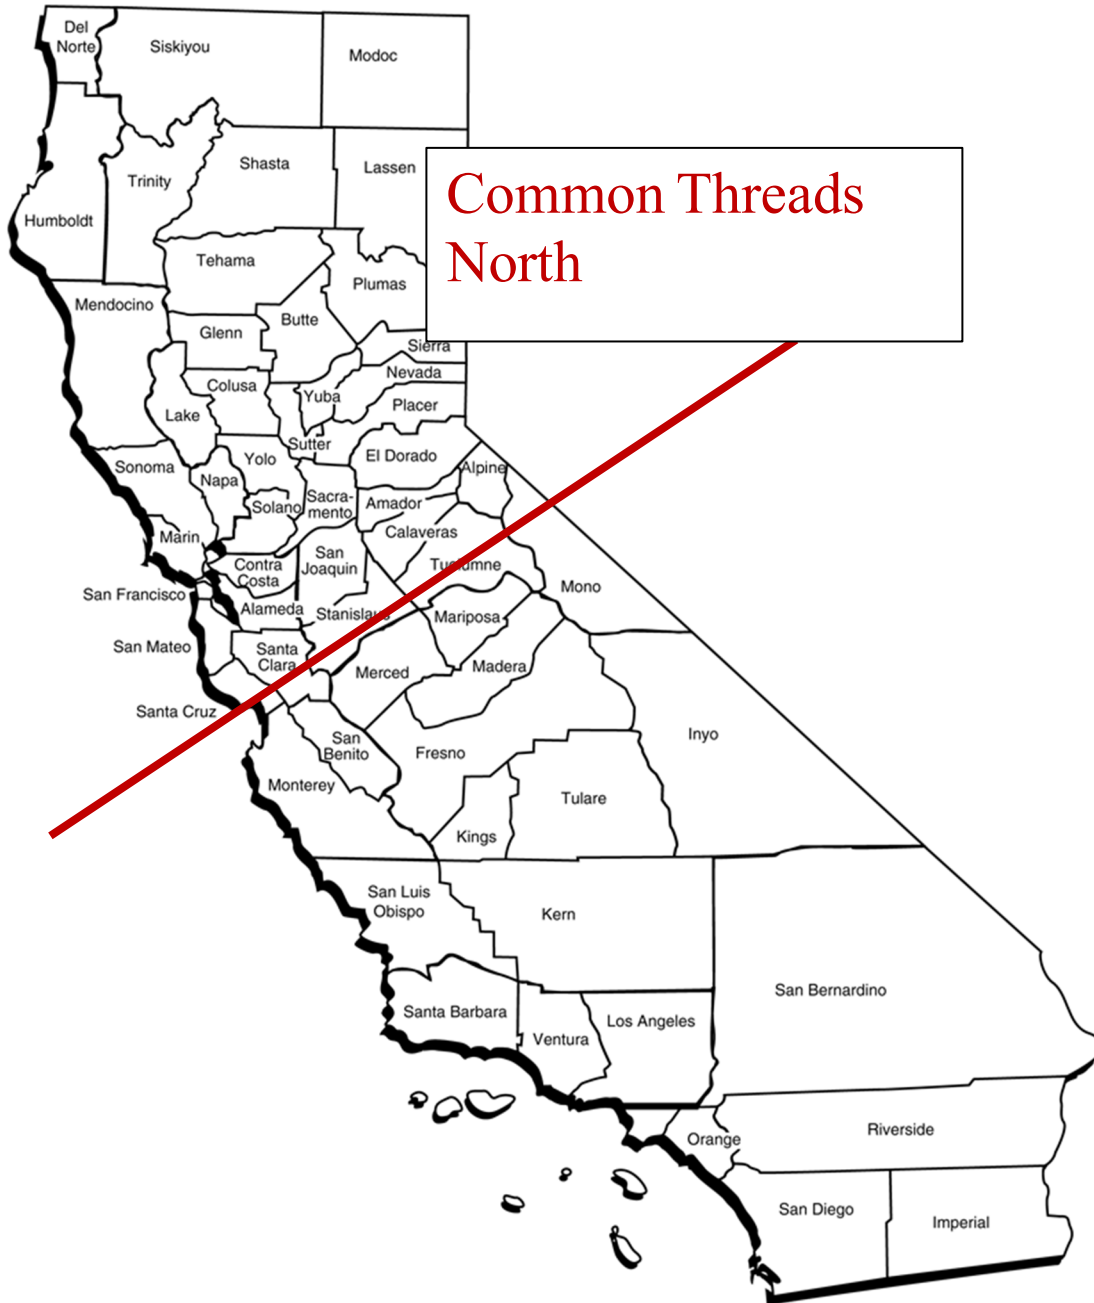 Del
Norte
Siskiyou
Modoc
Shasta
Lassen
Trinity
Humboldt
Common Threads
North
Tehama
Plumas
Mendocino
Butte
Glenn
Sierra
Nevada
Colusa
Yuba
Placer
Lake
Sutter
El Dorado
Yolo
Sonoma
Alpine
Napa
Sacra-
mento
Amador
Solano
Calaveras
Marin
San
Joaquin
Contra
Costa
Tuolumne
Mono
San Francisco
Alameda
Stanislaus
Mariposa
San Mateo
Santa
Clara
Merced
Madera
Santa Cruz
San
Benito
Fresno
Inyo
Monterey
Tulare
Kings
San Luis
Obispo
Kern
San Bernardino
Santa Barbara
Los Angeles
Ventura
Orange
Riverside
San Diego
Imperial